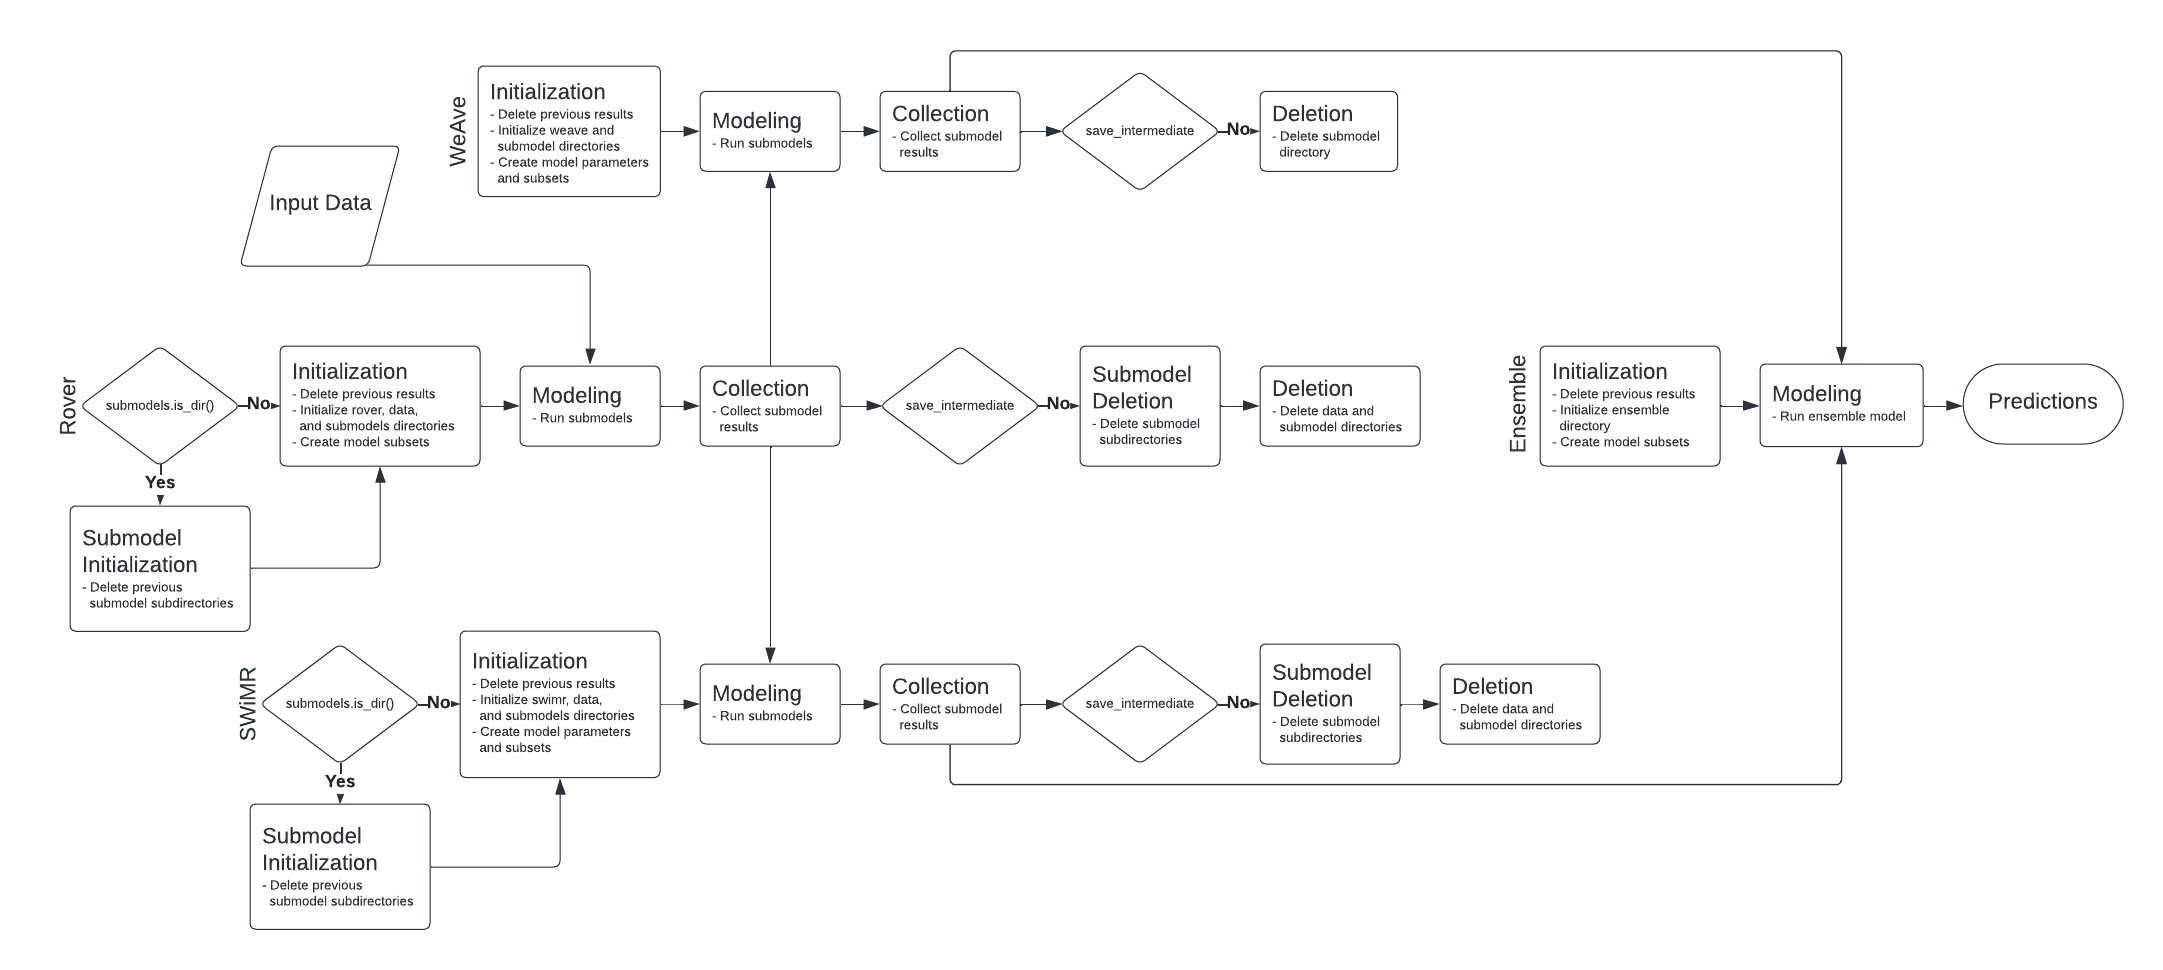 WeAve
Initialization
- Delete previous results
- Initialize weave and
submodel directories
- Create model parameters
and subsets
Modeling
- Run submodels
Collection
- Collect submodel
results
save_intermediate
No
Deletion
- Delete submodel
directory
Input Data
Rover
submodels.is_dir()
No
Yes
Submodel
Initialization
- Delete previous
submodel subdirectories
Initialization
- Delete previous results
- Initialize rover, data,
and submodels directories
- Create model subsets
Modeling
- Run submodels
Collection
- Collect submodel
results
save_intermediate
No
Submodel
Deletion
- Delete submodel
subdirectories
Deletion
- Delete data and
submodel directories
Ensemble
Initialization
- Delete previous results
- Initialize ensemble
directory
- Create model subsets
Modeling
- Run ensemble model
Predictions
SWiMR
submodels.is_dir()
No
Yes
Submodel
Initialization
- Delete previous
submodel subdirectories
Initialization
- Delete previous results
- Initialize swimr, data,
and submodels directories
- Create model parameters
and subsets
Modeling
- Run submodels
Collection
- Collect submodel
results
save_intermediate
No
Submodel
Deletion
- Delete submodel
subdirectories
Deletion
- Delete data and
submodel directories